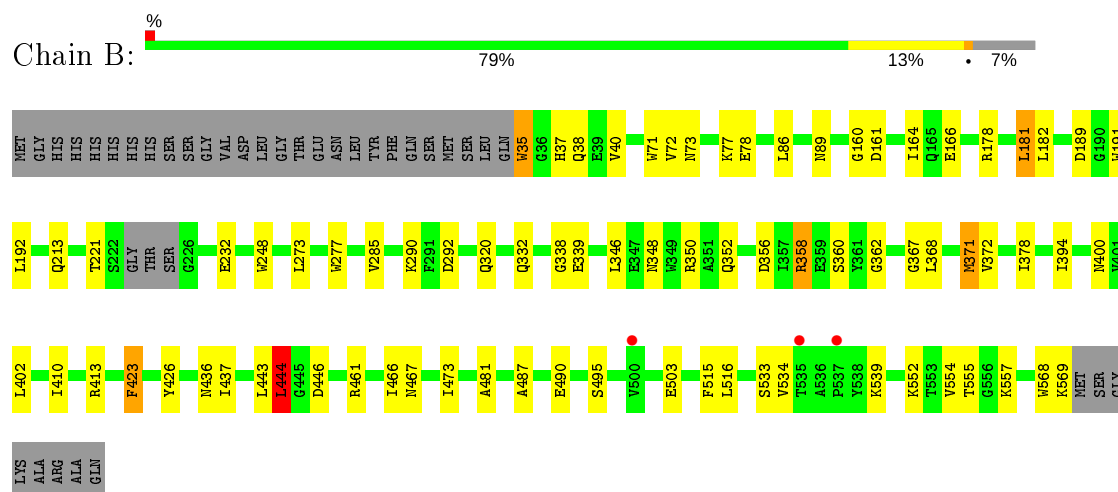 %
Chain B:
79% 13% • 7%
MET GLY HIS HIS HIS HIS HIS HIS SER SER GLY VAL ASP LEU GLY THR GLU ASN LEU TYR PHE GLN SER MET SER LEU GLN W35 G36 H37 Q38 E39 V40 W71 V72 N73 K77 E78 L86 N89 G160 D161 I164 Q165 E166 R178 L181 L182 D189 G190 W191
L192 Q213 T221 S222 GLY THR SER G226 E232 W248 L273 W277 V285 K290 F291 D292 Q320 Q332 G338 E339 L346 E347 N348 W349 R350 A351 Q352 D356 I357 R358 E359 S360 Y361 G362 G367 L368 M371 V372 I378 I394 N400 V401
L402 I410 R413 F423 Y426 N436 I437 L443 L444 G445 D446 R461 I466 N467 I473 A481 A487 E490 S495 V500 E503 F515 L516 S533 V534 T535 A536 P537 Y538 K539 K552 T553 V554 T555 G556 K557 W568 K569 MET SER GLY
LYS ALA ARG ALA GLN